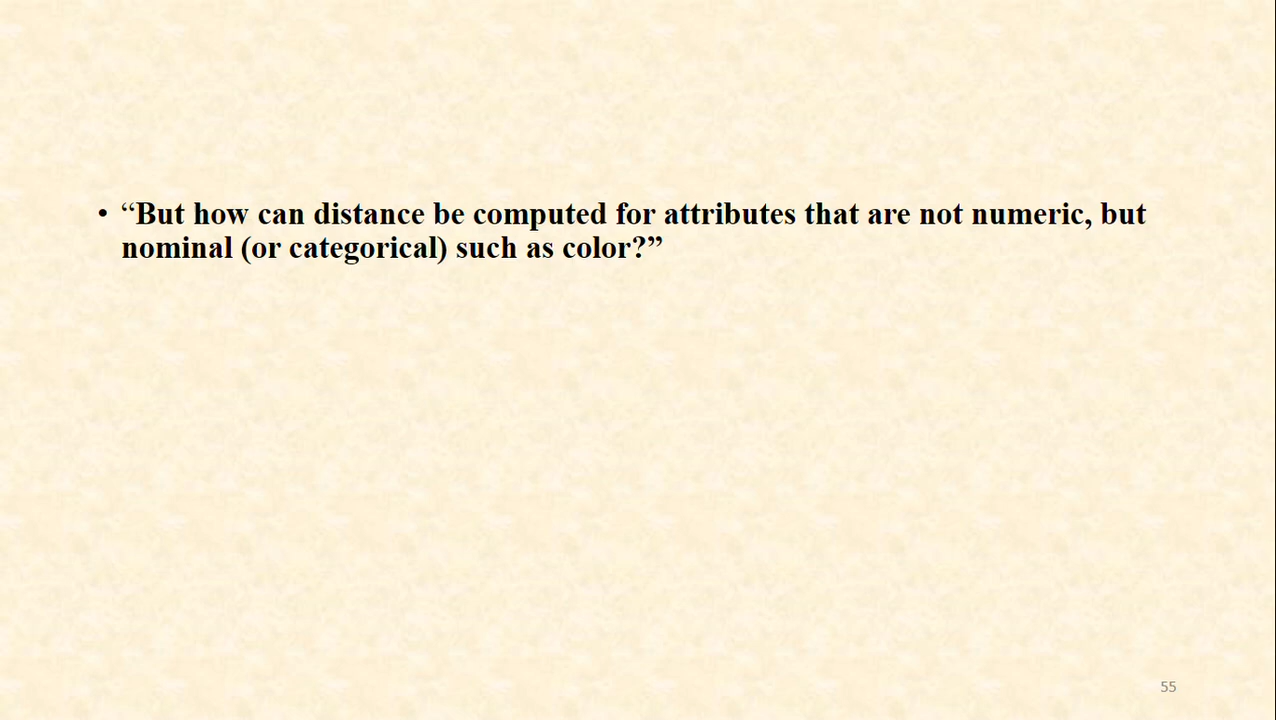 • “But how can distance be computed for attributes that are not numeric, but
nominal (or categorical) such as color?”
55